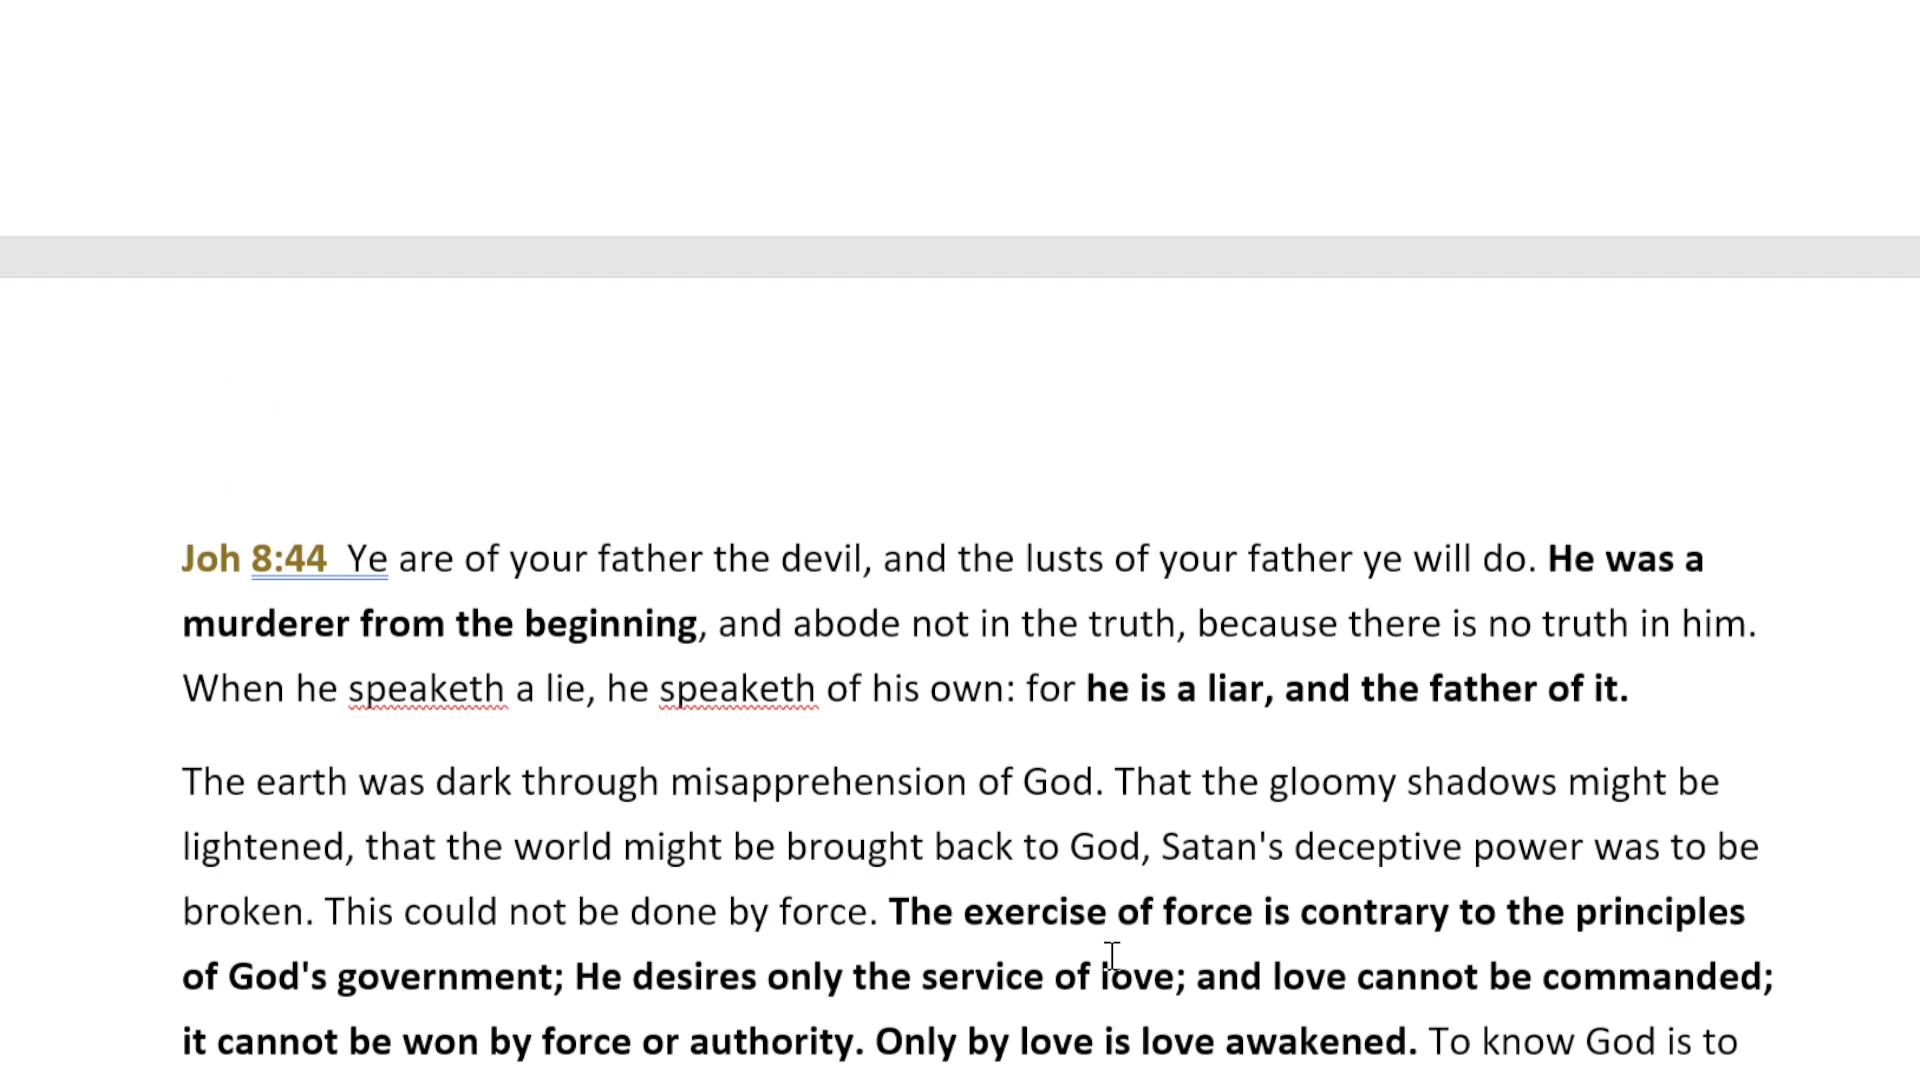 Joh 8:44  Ye are of your father the devil, and the lusts of your father ye will do. He was a
murderer from the beginning, and abode not in the truth, because there is no truth in him.
When he speaketh a lie, he speaketh of his own: for he is a liar, and the father of it.
The earth was dark through misapprehension of God. That the gloomy shadows might be
lightened, that the world might be brought back to God, Satan's deceptive power was to be
broken. This could not be done by force. The exercise of force is contrary to the principles
of God's government; He desires only the service of love; and love cannot be commanded;
it cannot be won by force or authority. Only by love is love awakened. To know God is to